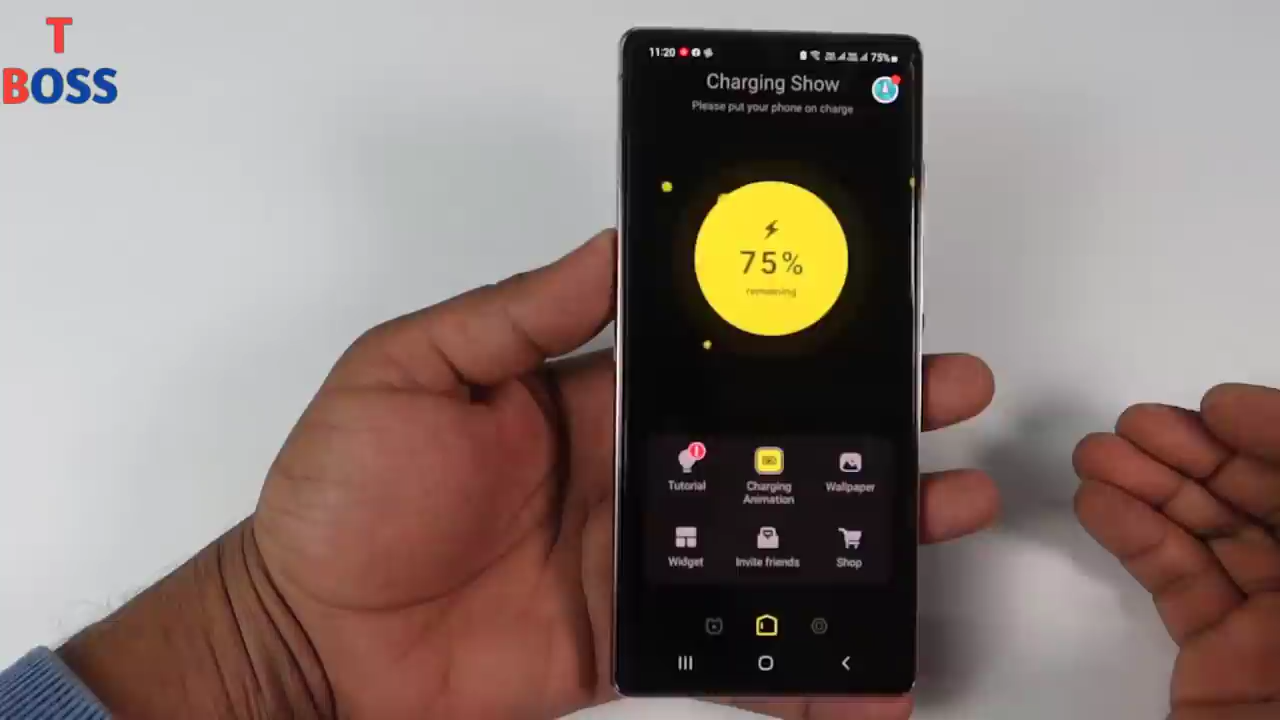 T
BOSS
11:20
75%
Charging Show
Please put your phone on charge
75%
remaining
Tutorial
Charging
Animation
Wallpaper
Widget
Invite friends
Shop